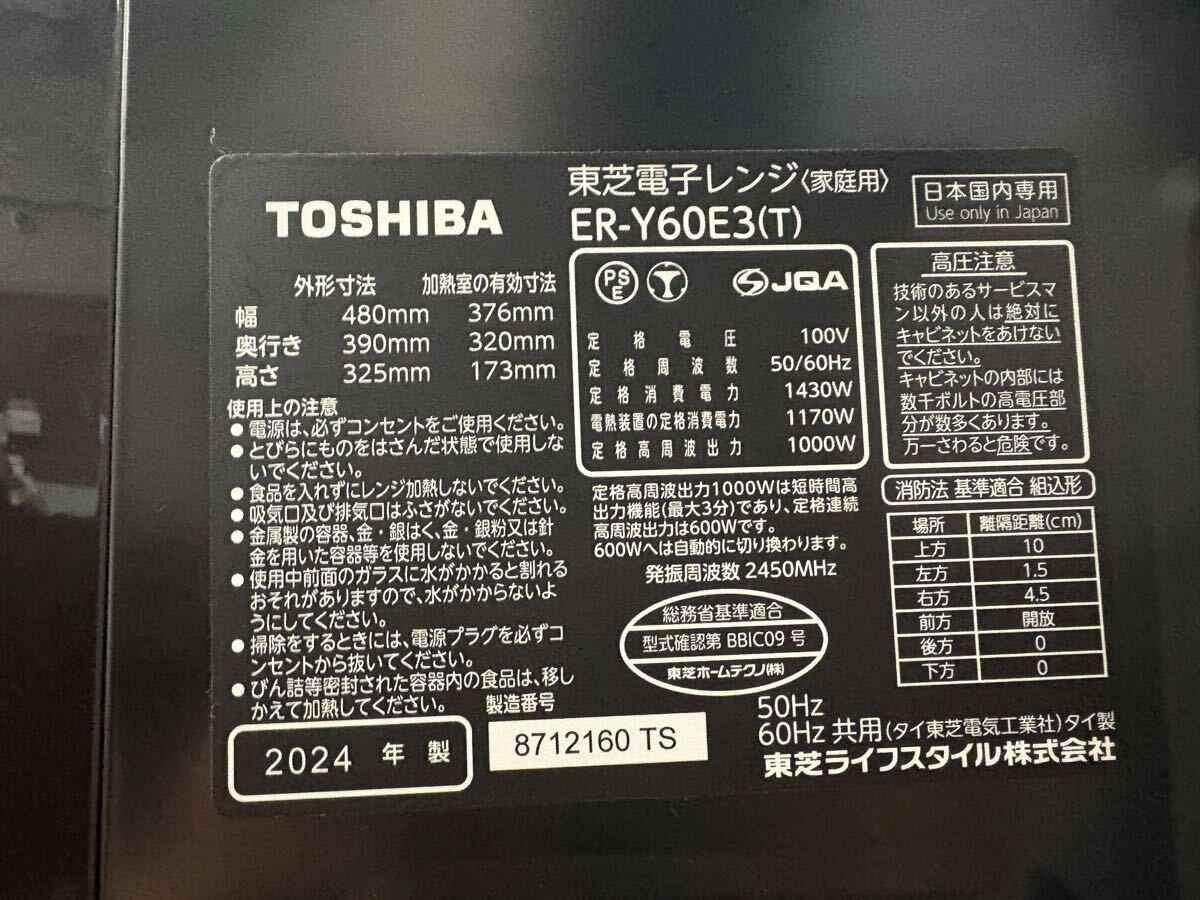 TOSHIBA
東芝電子レンジ〈家庭用〉
ER-Y60E3(T)
日本国内専用
Use only in Japan
外形寸法 加熱室の有効寸法
幅 480mm 376mm
奥行き 390mm 320mm
高さ 325mm 173mm
使用上の注意
●電源は、必ずコンセントをご使用ください。
●とびらにものをはさんだ状態で使用しな
いでください。
●食品を入れずにレンジ加熱しないでください。
●吸気口及び排気口はふさがないでください。
●金属製の容器、金・銀はく、金・銀粉又は針
金を用いた容器等を使用しないでください。
●使用中前面のガラスに水がかかると割れる
おそれがありますので、水がかからないよ
うにしてください。
●掃除をするときには、電源プラグを必ずコ
ンセントから抜いてください。
●びん詰等密封された容器内の食品は、移し
かえて加熱してください。
2024 年 製
製造番号
8712160 TS
PS
E
JQA
定格電圧 100V
定格周波数 50/60Hz
定格消費電力 1430W
電熱装置の定格消費電力 1170W
定格高周波出力 1000W
定格高周波出力1000Wは短時間高
出力機能(最大3分)であり、定格連続
高周波出力は600Wです。
600Wへは自動的に切り換わります。
発振周波数 2450MHz
総務省基準適合
型式確認第 BBIC09 号
東芝ホームテクノ(株)
高圧注意
技術のあるサービスマ
ン以外の人は絶対に
キャビネットをあけない
でください。
キャビネットの内部には
数千ボルトの高電圧部
分が数多くあります。
万一さわると危険です。
消防法 基準適合 組込形
場所 離隔距離(cm)
上方 10
左方 1.5
右方 4.5
前方 開放
後方 0
下方 0
50Hz
60Hz 共用(タイ東芝電気工業社)タイ製
東芝ライフスタイル株式会社